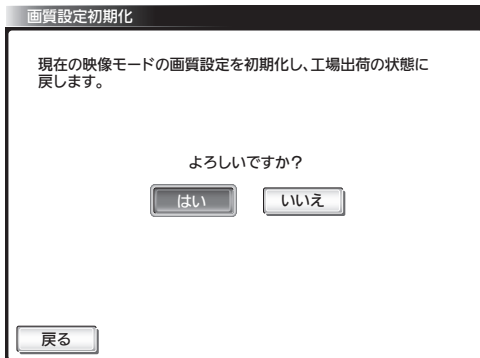 画質設定初期化
現在の映像モードの画質設定を初期化し、工場出荷の状態に
戻します。
よろしいですか?
はい いいえ
戻る